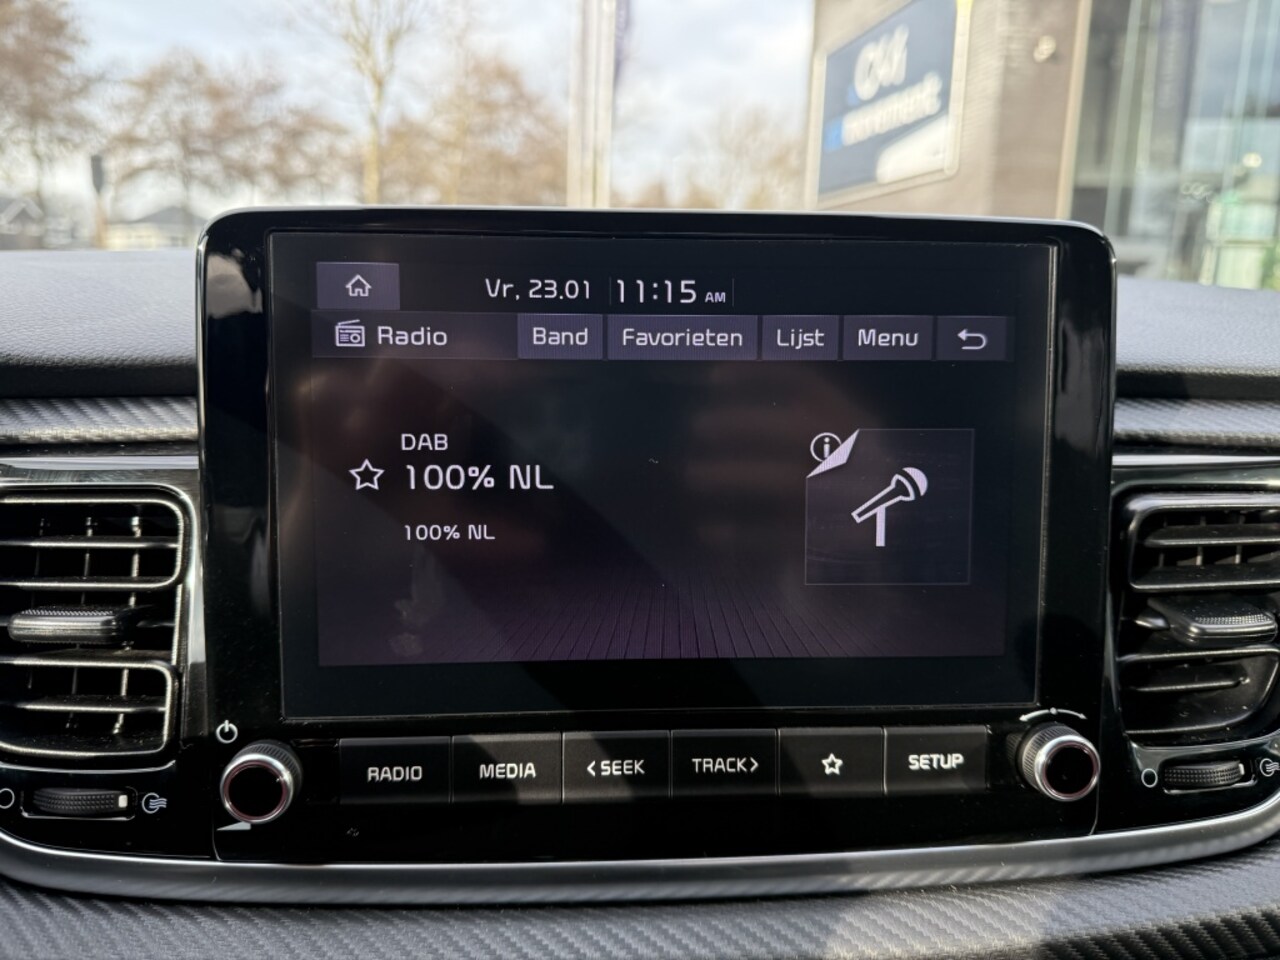 Vr, 23.01 11:15 AM
Radio Band Favorieten Lijst Menu
DAB
100% NL
100% NL
RADIO MEDIA <SEEK TRACK> SETUP